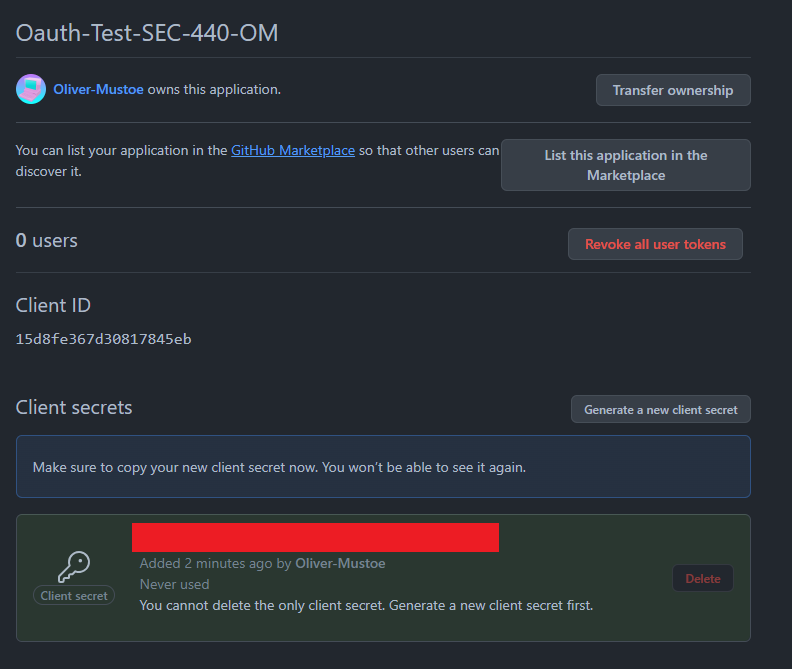 Oauth-Test-SEC-440-OM
Oliver-Mustoe owns this application.
Transfer ownership
You can list your application in the GitHub Marketplace so that other users can
discover it.
List this application in the
Marketplace
0 users
Revoke all user tokens
Client ID
15d8fe367d30817845eb
Client secrets
Generate a new client secret
Make sure to copy your new client secret now. You won’t be able to see it again.
Client secret
Added 2 minutes ago by Oliver-Mustoe
Never used
You cannot delete the only client secret. Generate a new client secret first.
Delete